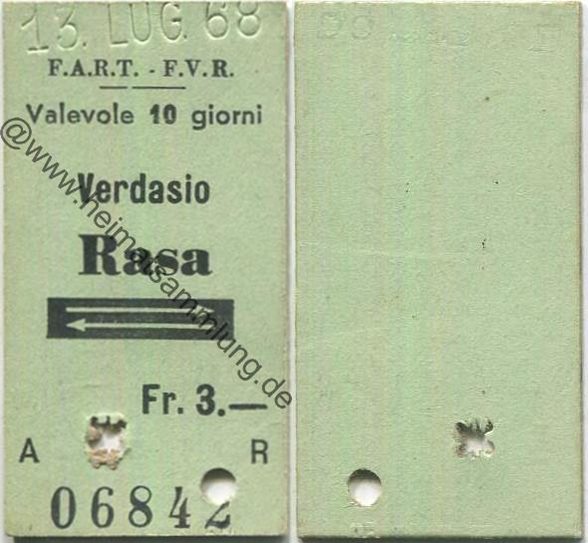 13. LUG. 68
F.A.R.T. - F.V.R.
Valevole 10 giorni
Verdasio
Rasa
Fr. 3.—
A R
06842
@www.heimatsammlung.de